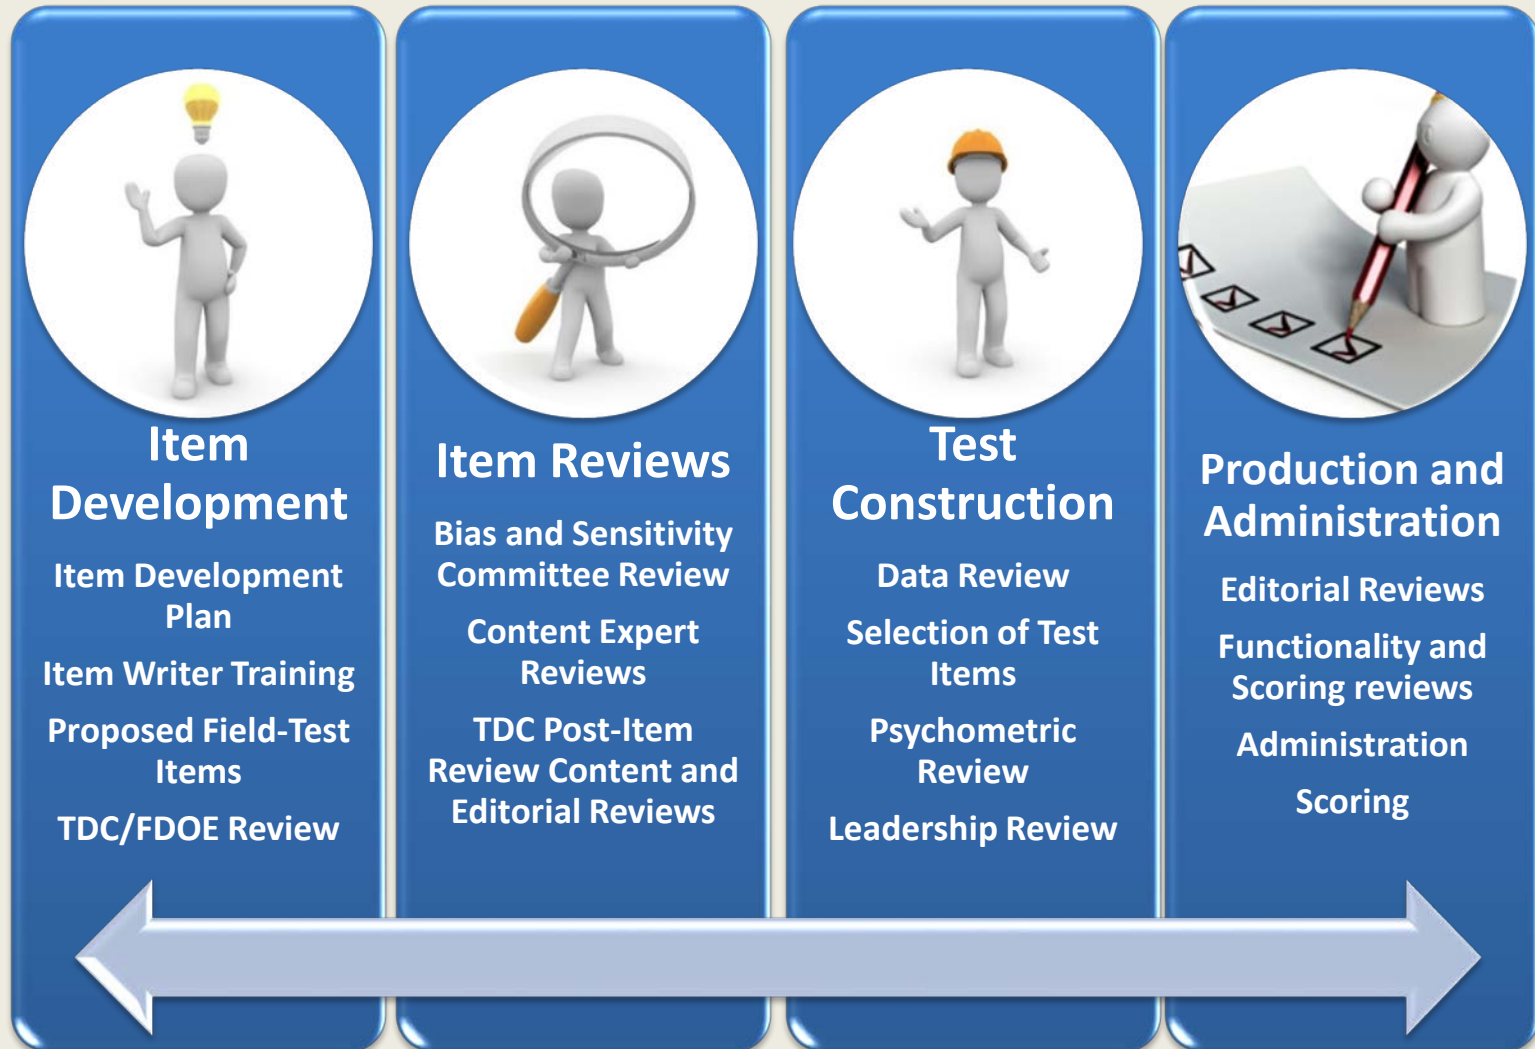 Item
Development
Item Development
Plan
Item Writer Training
Proposed Field-Test
Items
TDC/FDOE Review
Item Reviews
Bias and Sensitivity
Committee Review
Content Expert
Reviews
TDC Post-Item
Review Content and
Editorial Reviews
Test
Construction
Data Review
Selection of Test
Items
Psychometric
Review
Leadership Review
Production and
Administration
Editorial Reviews
Functionality and
Scoring reviews
Administration
Scoring